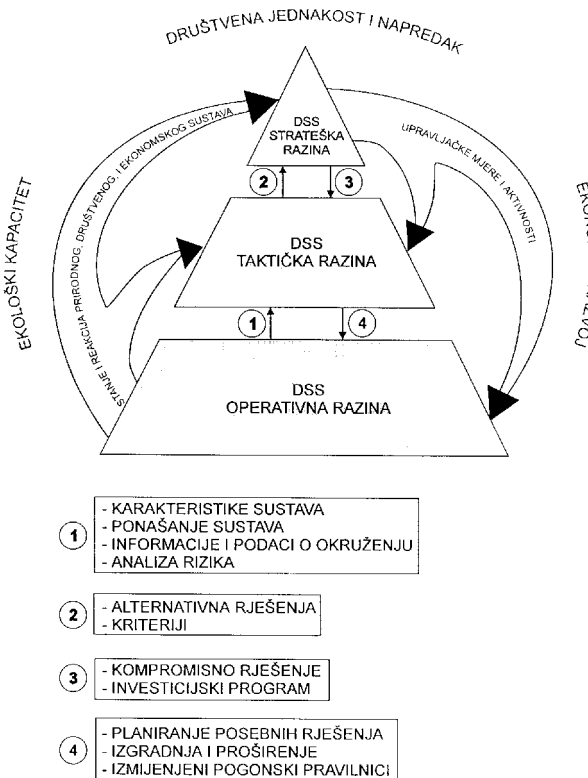 DRUŠTVENA JEDNAKOST I NAPREDAK
EKOLOŠKI KAPACITET
STANJE I REAKCIJA PRIRODNOG, DRUŠTVENOG, I EKONOMSKOG SUSTAVA
UPRAVLJAČKE MJERE I AKTIVNOSTI
DSS
STRATEŠKA
RAZINA
2
3
DSS
TAKTIČKA RAZINA
1
4
DSS
OPERATIVNA RAZINA
1
- KARAKTERISTIKE SUSTAVA
- PONAŠANJE SUSTAVA
- INFORMACIJE I PODACI O OKRUŽENJU
- ANALIZA RIZIKA
2
- ALTERNATIVNA RJEŠENJA
- KRITERIJI
3
- KOMPROMISNO RJEŠENJE
- INVESTICIJSKI PROGRAM
4
- PLANIRANJE POSEBNIH RJEŠENJA
- IZGRADNJA I PROŠIRENJE
- IZMIJENJENI POGONSKI PRAVILNICI